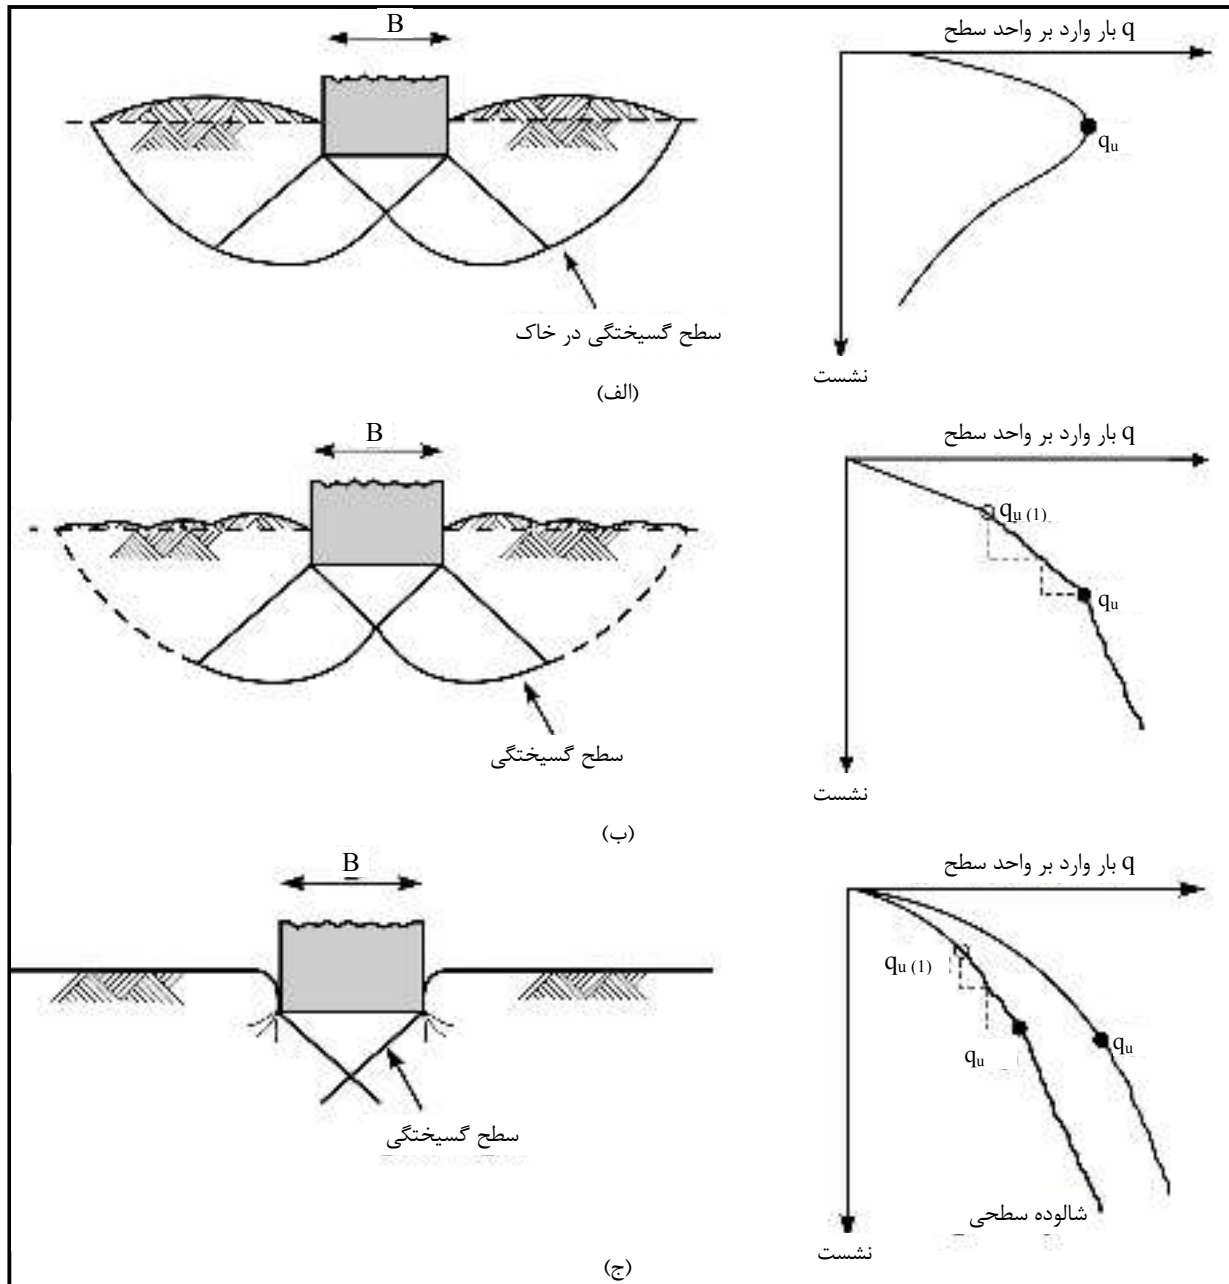 B
بار وارد بر واحد سطح q
qu
سطح گسیختگی در خاک
نشست
(الف)
B
بار وارد بر واحد سطح q
qu (1)
qu
سطح گسیختگی
نشست
(ب)
B
بار وارد بر واحد سطح q
qu (1)
qu
qu
سطح گسیختگی
شالوده سطحی
نشست
(ج)